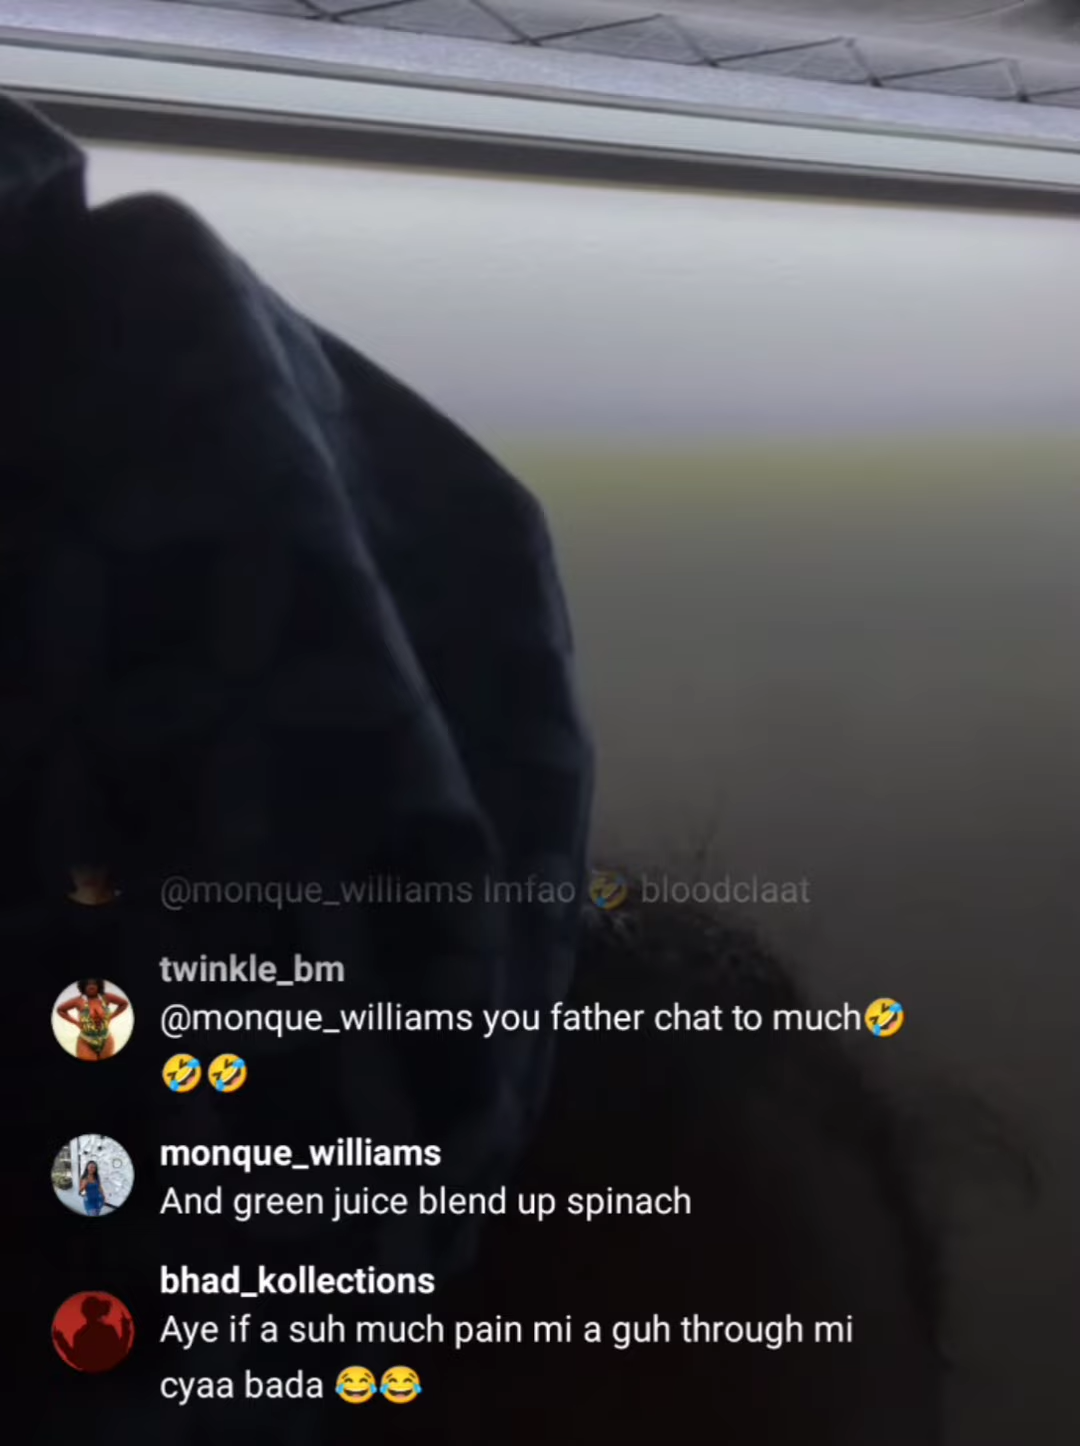 @monque_williams lmfao 🤣 bloodclaat
twinkle_bm
@monque_williams you father chat to much🤣
🤣🤣
monque_williams
And green juice blend up spinach
bhad_kollections
Aye if a suh much pain mi a guh through mi
cyaa bada 😂😂